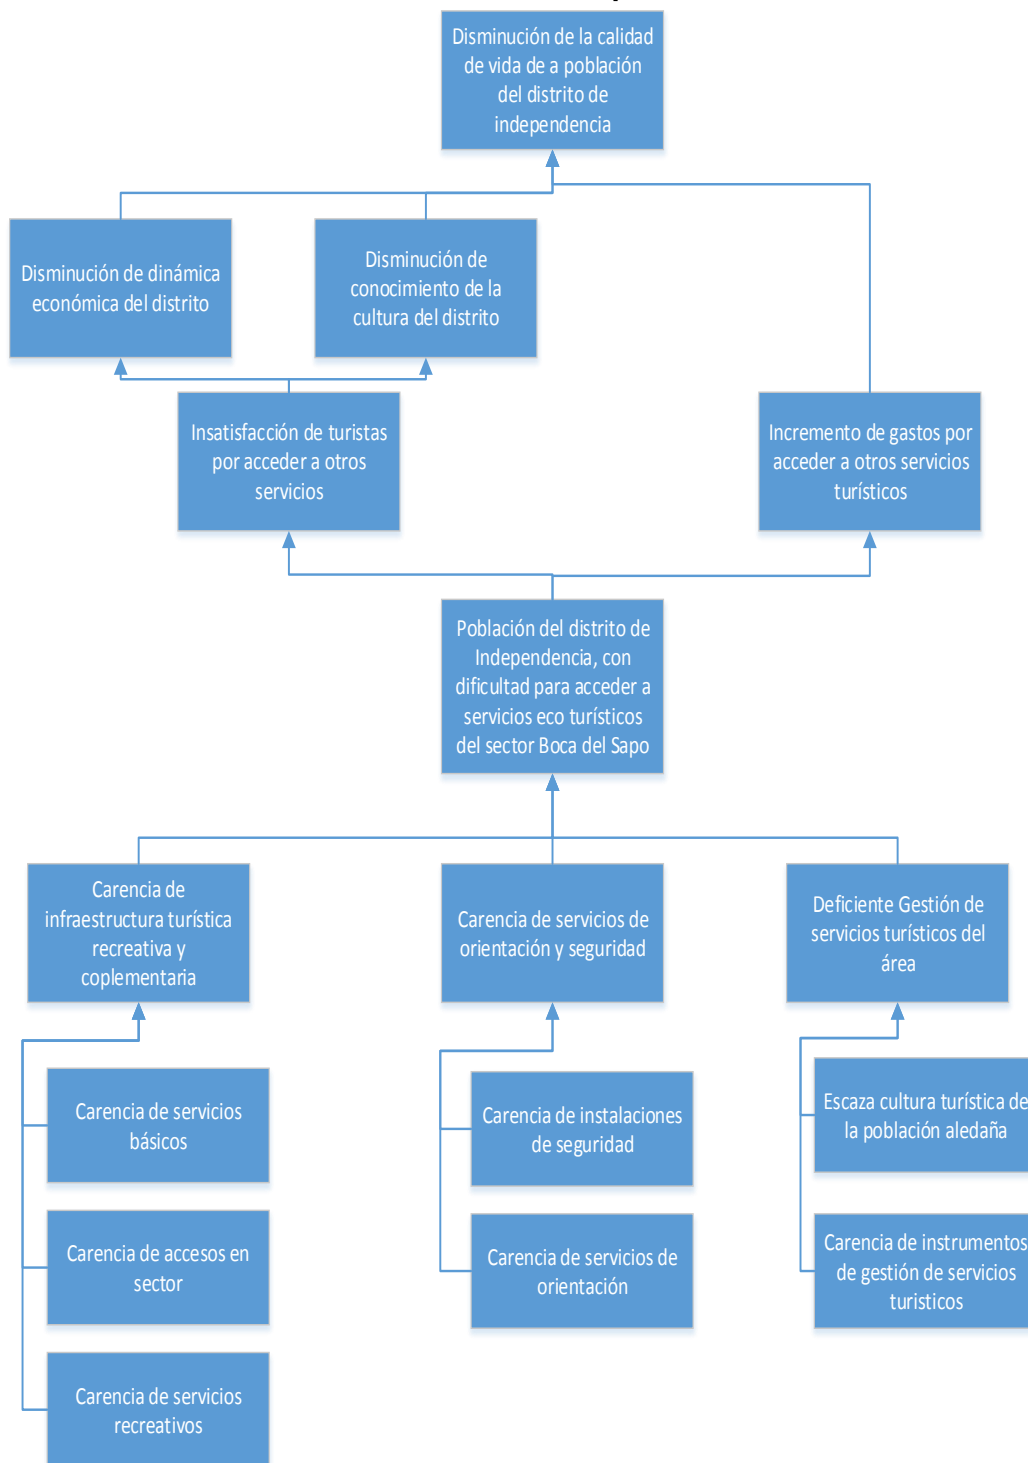 Disminución de la calidad
de vida de a población
del distrito de
independencia
Disminución de dinámica
económica del distrito
Disminución de
conocimiento de la
cultura del distrito
Insatisfacción de turistas
por acceder a otros
servicios
Incremento de gastos por
acceder a otros servicios
turísticos
Población del distrito de
Independencia, con
dificultad para acceder a
servicios eco turísticos
del sector Boca del Sapo
Carencia de
infraestructura turística
recreativa y
coplementaria
Carencia de servicios de
orientación y seguridad
Deficiente Gestión de
servicios turísticos del
área
Carencia de servicios
básicos
Carencia de instalaciones
de seguridad
Escaza cultura turística de
la población aledaña
Carencia de accesos en
sector
Carencia de servicios de
orientación
Carencia de instrumentos
de gestión de servicios
turisticos
Carencia de servicios
recreativos